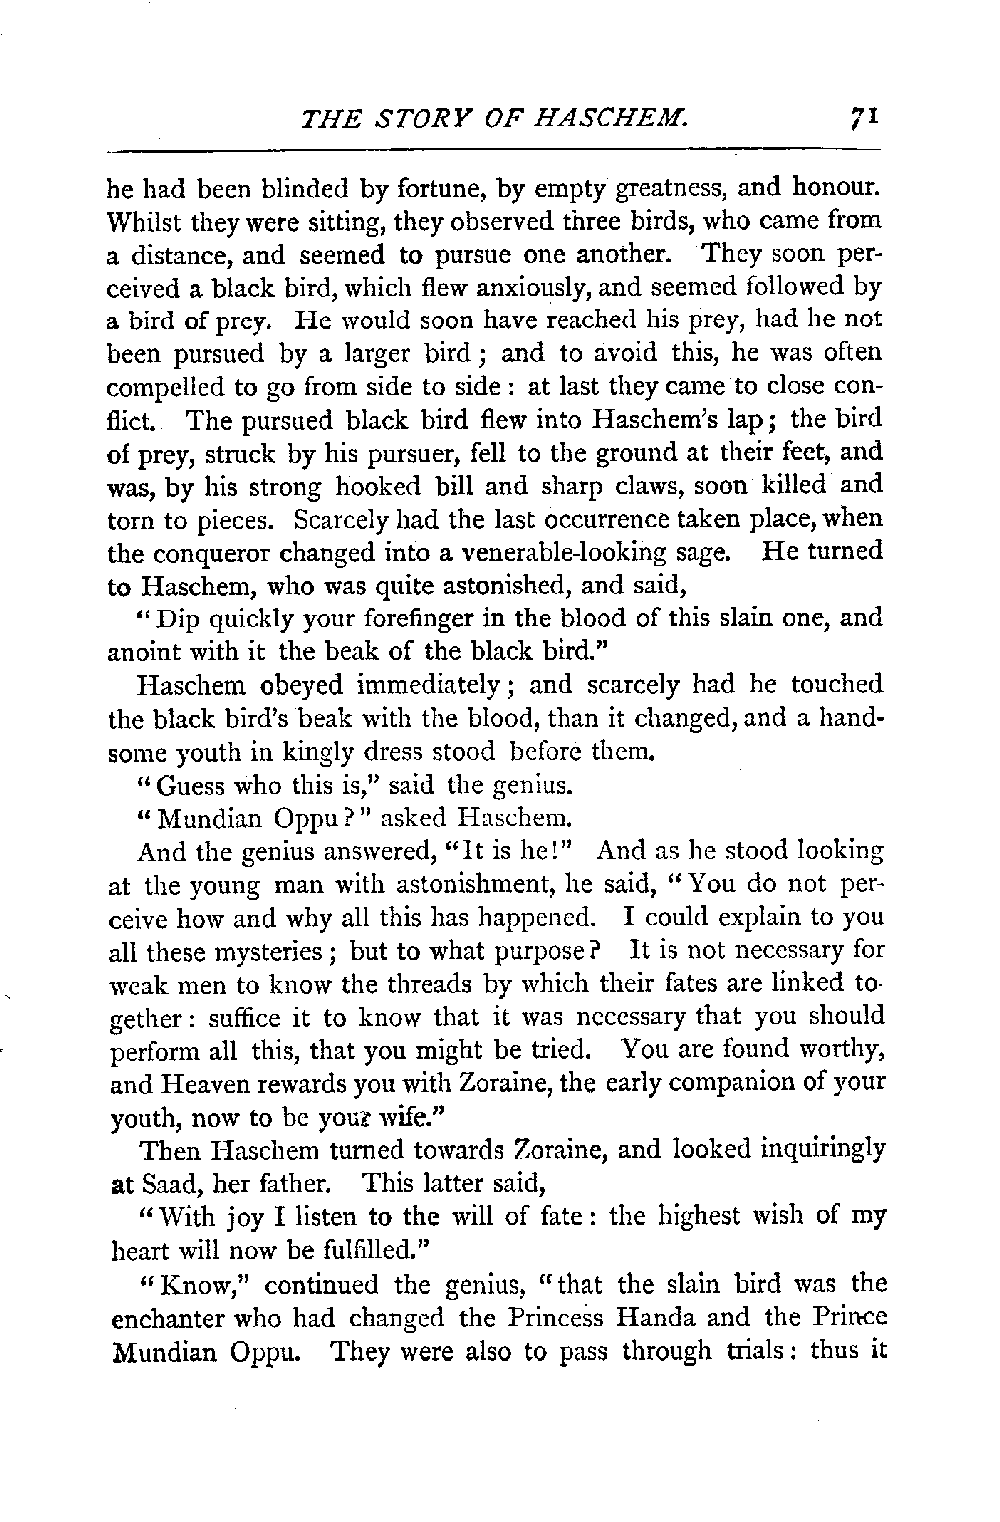 THE STORY OF HASCHEM. 71
he had been blinded by fortune, by empty greatness, and honour.
Whilst they were sitting, they observed three birds, who came from
a distance, and seemed to pursue one another. They soon per-
ceived a black bird, which flew anxiously, and seemed followed by
a bird of prey. He would soon have reached his prey, had he not
been pursued by a larger bird; and to avoid this, he was often
compelled to go from side to side: at last they came to close con-
flict. The pursued black bird flew into Haschem's lap; the bird
of prey, struck by his pursuer, fell to the ground at their feet, and
was, by his strong hooked bill and sharp claws, soon killed and
torn to pieces. Scarcely had the last occurrence taken place, when
the conqueror changed into a venerable-looking sage. He turned
to Haschem, who was quite astonished, and said,
"Dip quickly your forefinger in the blood of this slain one, and
anoint with it the beak of the black bird."
Haschem obeyed immediately; and scarcely had he touched
the black bird's beak with the blood, than it changed, and a hand-
some youth in kingly dress stood before them.
"Guess who this is," said the genius.
"Mundian Oppu?" asked Haschem.
And the genius answered, "It is he!" And as he stood looking
at the young man with astonishment, he said, "You do not per-
ceive how and why all this has happened. I could explain to you
all these mysteries; but to what purpose? It is not necessary for
weak men to know the threads by which their fates are linked to-
gether: suffice it to know that it was necessary that you should
perform all this, that you might be tried. You are found worthy,
and Heaven rewards you with Zoraine, the early companion of your
youth, now to be your wife."
Then Haschem turned towards Zoraine, and looked inquiringly
at Saad, her father. This latter said,
"With joy I listen to the will of fate: the highest wish of my
heart will now be fulfilled."
"Know," continued the genius, "that the slain bird was the
enchanter who had changed the Princess Handa and the Prince
Mundian Oppu. They were also to pass through trials: thus it